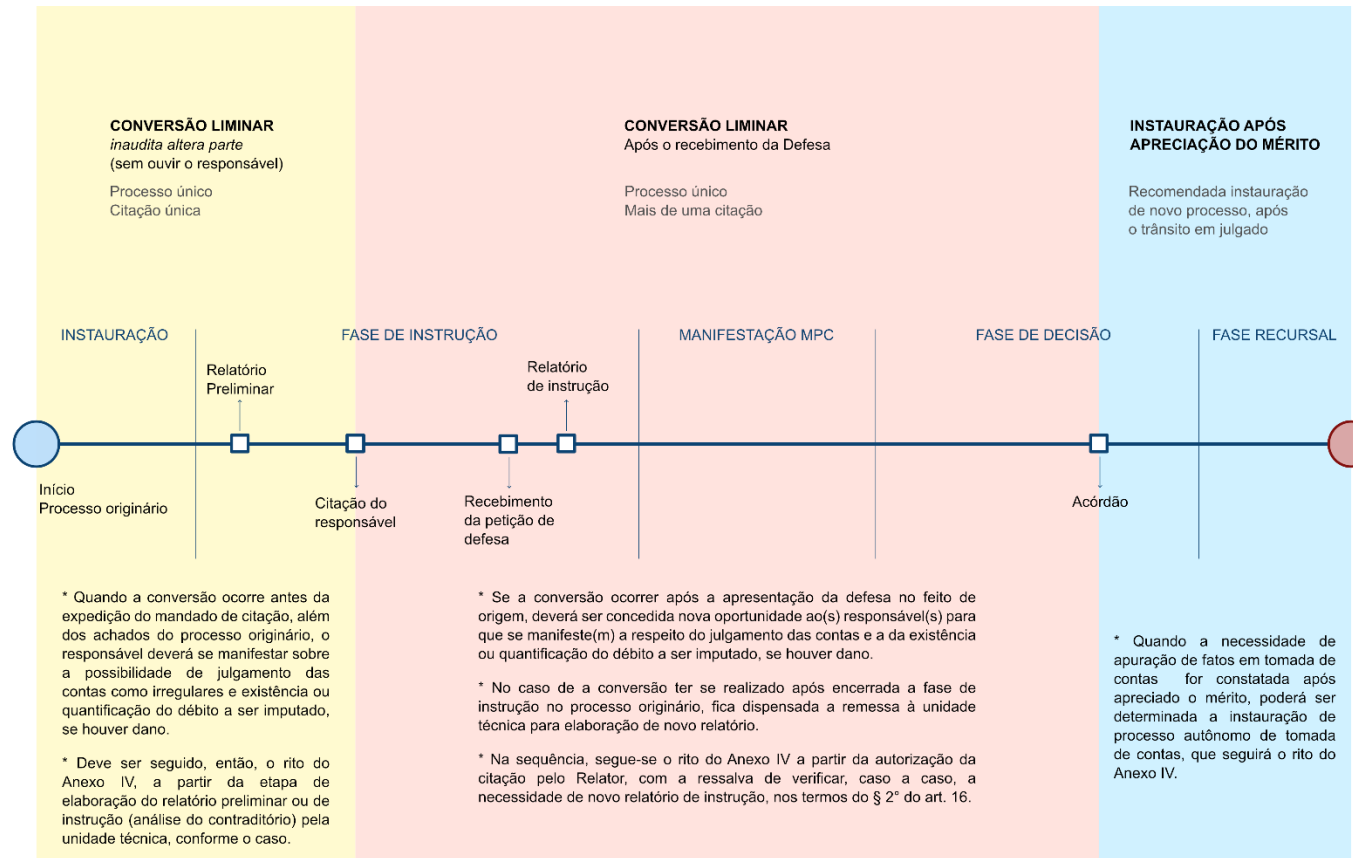 CONVERSÃO LIMINAR
inaudita altera parte
(sem ouvir o responsável)
Processo único
Citação única
CONVERSÃO LIMINAR
Após o recebimento da Defesa
Processo único
Mais de uma citação
INSTAURAÇÃO APÓS
APRECIAÇÃO DO MÉRITO
Recomendada instauração
de novo processo, após
o trânsito em julgado
INSTAURAÇÃO
FASE DE INSTRUÇÃO
MANIFESTAÇÃO MPC
FASE DE DECISÃO
FASE RECURSAL
Relatório
Preliminar
Relatório
de instrução
Início
Processo originário
Citação do
responsável
Recebimento
da petição de
defesa
Acórdão
* Quando a conversão ocorre antes da
expedição do mandado de citação, além
dos achados do processo originário, o
responsável deverá se manifestar sobre
a possibilidade de julgamento das
contas como irregulares e existência ou
quantificação do débito a ser imputado,
se houver dano.
* Deve ser seguido, então, o rito do
Anexo IV, a partir da etapa de
elaboração do relatório preliminar ou de
instrução (análise do contraditório) pela
unidade técnica, conforme o caso.
* Se a conversão ocorrer após a apresentação da defesa no feito de
origem, deverá ser concedida nova oportunidade ao(s) responsável(s) para
que se manifeste(m) a respeito do julgamento das contas e a da existência
ou quantificação do débito a ser imputado, se houver dano.
* No caso de a conversão ter se realizado após encerrada a fase de
instrução no processo originário, fica dispensada a remessa à unidade
técnica para elaboração de novo relatório.
* Na sequência, segue-se o rito do Anexo IV a partir da autorização da
citação pelo Relator, com a ressalva de verificar, caso a caso, a
necessidade de novo relatório de instrução, nos termos do § 2° do art. 16.
* Quando a necessidade de
apuração de fatos em tomada de
contas for constatada após
apreciado o mérito, poderá ser
determinada a instauração de
processo autônomo de tomada
de contas, que seguirá o rito do
Anexo IV.